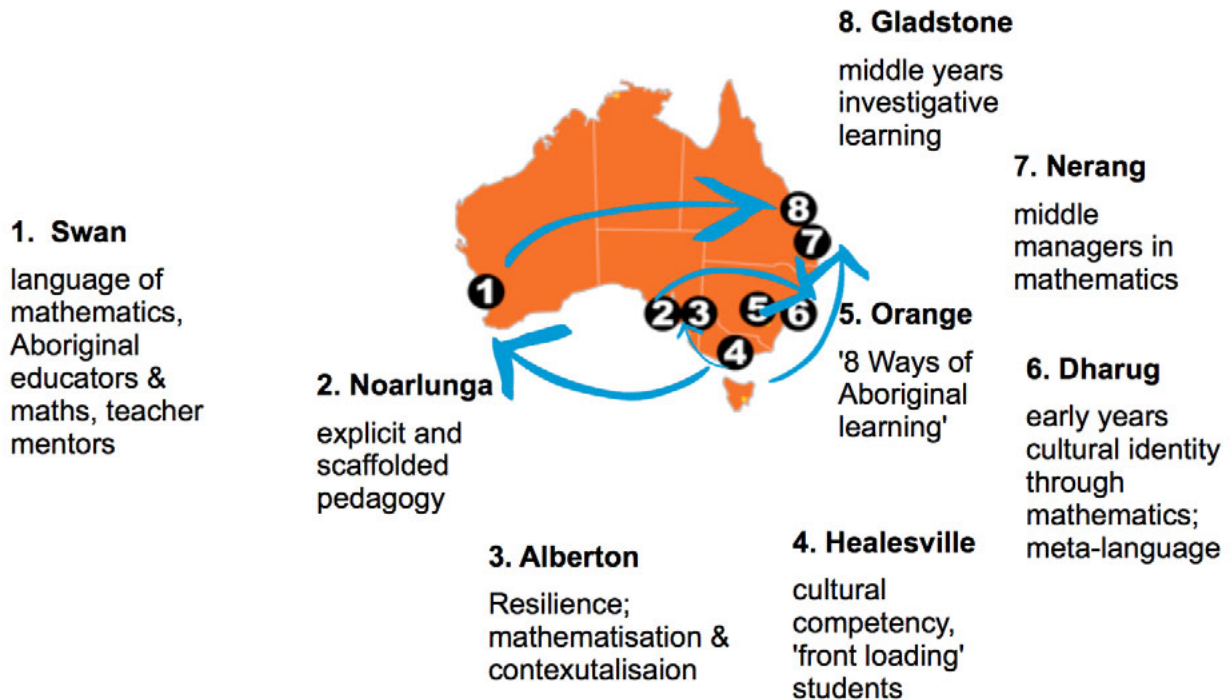 8. Gladstone
middle years
investigative
learning
7. Nerang
middle
managers in
mathematics
1. Swan
language of
mathematics,
Aboriginal
educators &
maths, teacher
mentors
8
7
1
2
3
5
6
4
2. Noarlunga
explicit and
scaffolded
pedagogy
5. Orange
'8 Ways of
Aboriginal
learning'
6. Dharug
early years
cultural identity
through
mathematics;
meta-language
3. Alberton
Resilience;
mathematisation &
contexutalisaion
4. Healesville
cultural
competency,
'front loading'
students